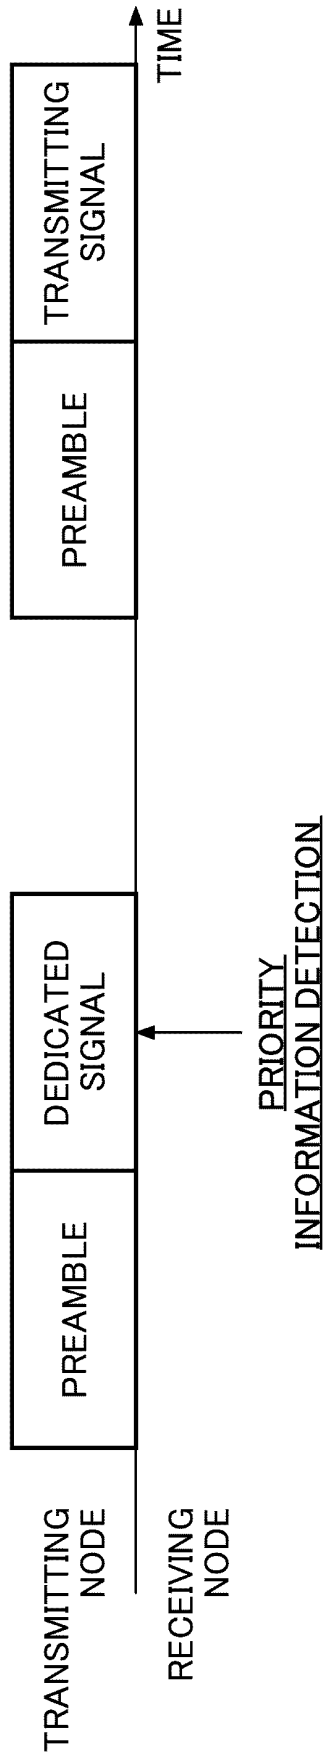 TRANSMITTING
NODE
PREAMBLE
DEDICATED
SIGNAL
PREAMBLE
TRANSMITTING
SIGNAL
TIME
RECEIVING
NODE
PRIORITY
INFORMATION DETECTION